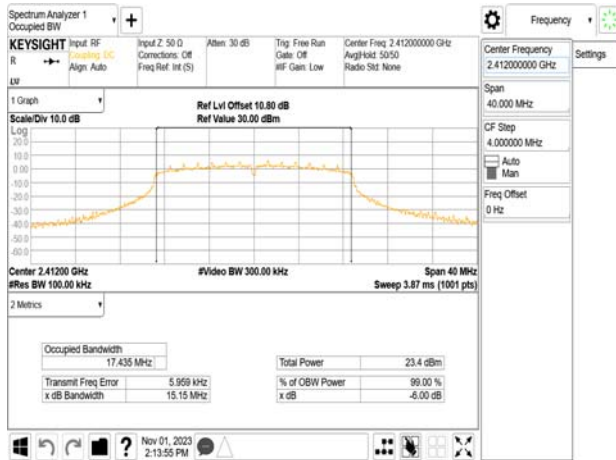 Spectrum Analyzer 1
Occupied BW
Frequency
KEYSIGHT
Input: RF
Coupling: DC
Align: Auto
Input Z: 50 Ω
Corrections: Off
Freq Ref: Int (S)
Atten: 30 dB
Trig: Free Run
Gate: Off
#IF Gain: Low
Center Freq: 2.412000000 GHz
Avg|Hold: 50/50
Radio Std: None
R
LVI
Center Frequency
2.412000000 GHz
Settings
Span
40.000 MHz
CF Step
4.000000 MHz
Auto
Man
Freq Offset
0 Hz
1 Graph
Scale/Div 10.0 dB
Ref Lvl Offset 10.80 dB
Ref Value 30.00 dBm
Log
20.0
10.0
0.00
-10.0
-20.0
-30.0
-40.0
-50.0
-60.0
Center 2.41200 GHz
#Res BW 100.00 kHz
#Video BW 300.00 kHz
Span 40 MHz
Sweep 3.87 ms (1001 pts)
2 Metrics
Occupied Bandwidth
17.435 MHz
Total Power 23.4 dBm
Transmit Freq Error 5.959 kHz
% of OBW Power 99.00 %
x dB Bandwidth 15.15 MHz
x dB -6.00 dB
Nov 01, 2023
2:13:55 PM